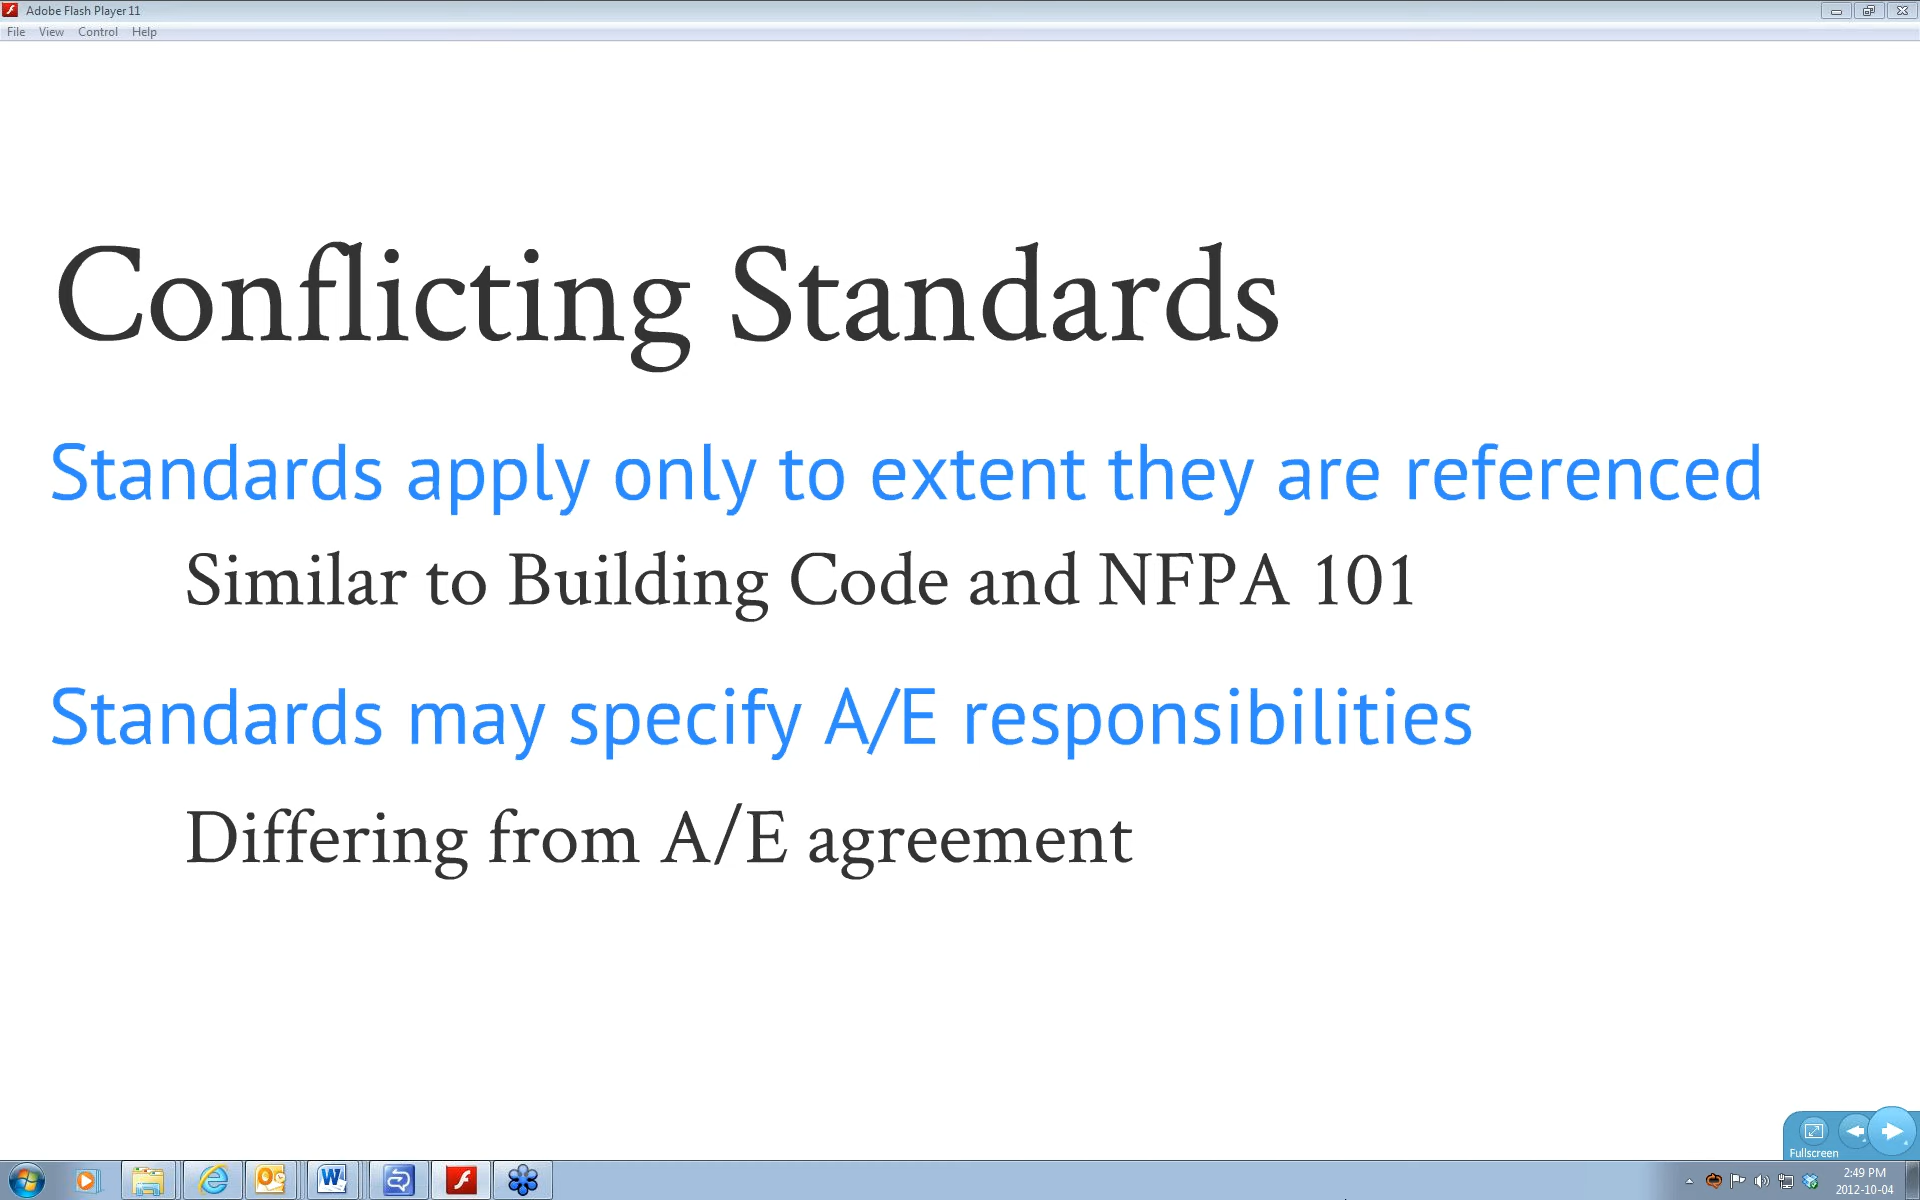 Adobe Flash Player 11
File View Control Help
Conflicting Standards
Standards apply only to extent they are referenced
Similar to Building Code and NFPA 101
Standards may specify A/E responsibilities
Differing from A/E agreement
Fullscreen
2:49 PM
2012-10-04